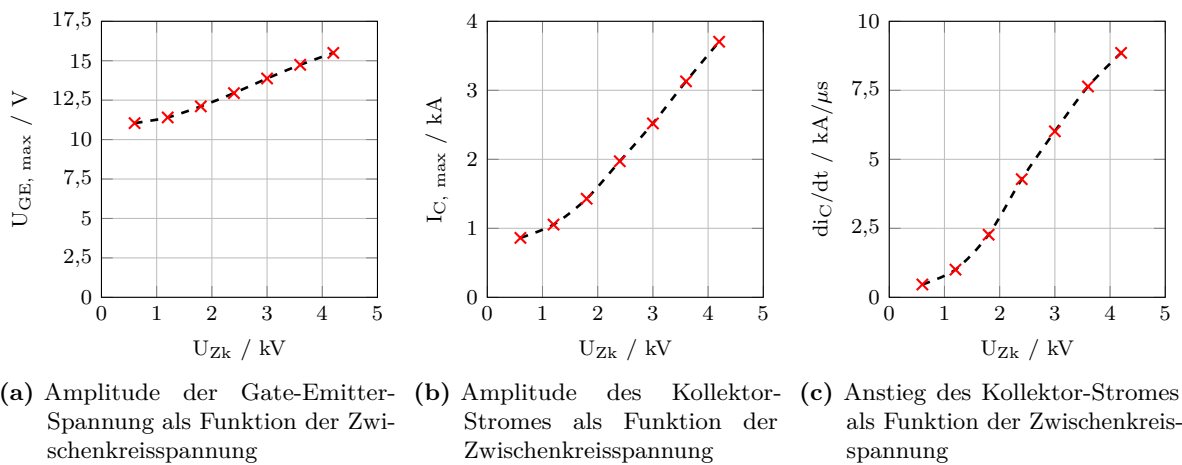 17,5
15
12,5
10
7,5
5
2,5
0
0 1 2 3 4 5
U_GE, max / V
U_Zk / kV
4
3
2
1
0
0 1 2 3 4 5
I_C, max / kA
U_Zk / kV
10
7,5
5
2,5
0
0 1 2 3 4 5
di_C/dt / kA/μs
U_Zk / kV
(a) Amplitude der Gate-Emitter-
Spannung als Funktion der Zwi-
schenkreisspannung
(b) Amplitude des Kollektor-
Stromes als Funktion der
Zwischenkreisspannung
(c) Anstieg des Kollektor-Stromes
als Funktion der Zwischenkreis-
spannung